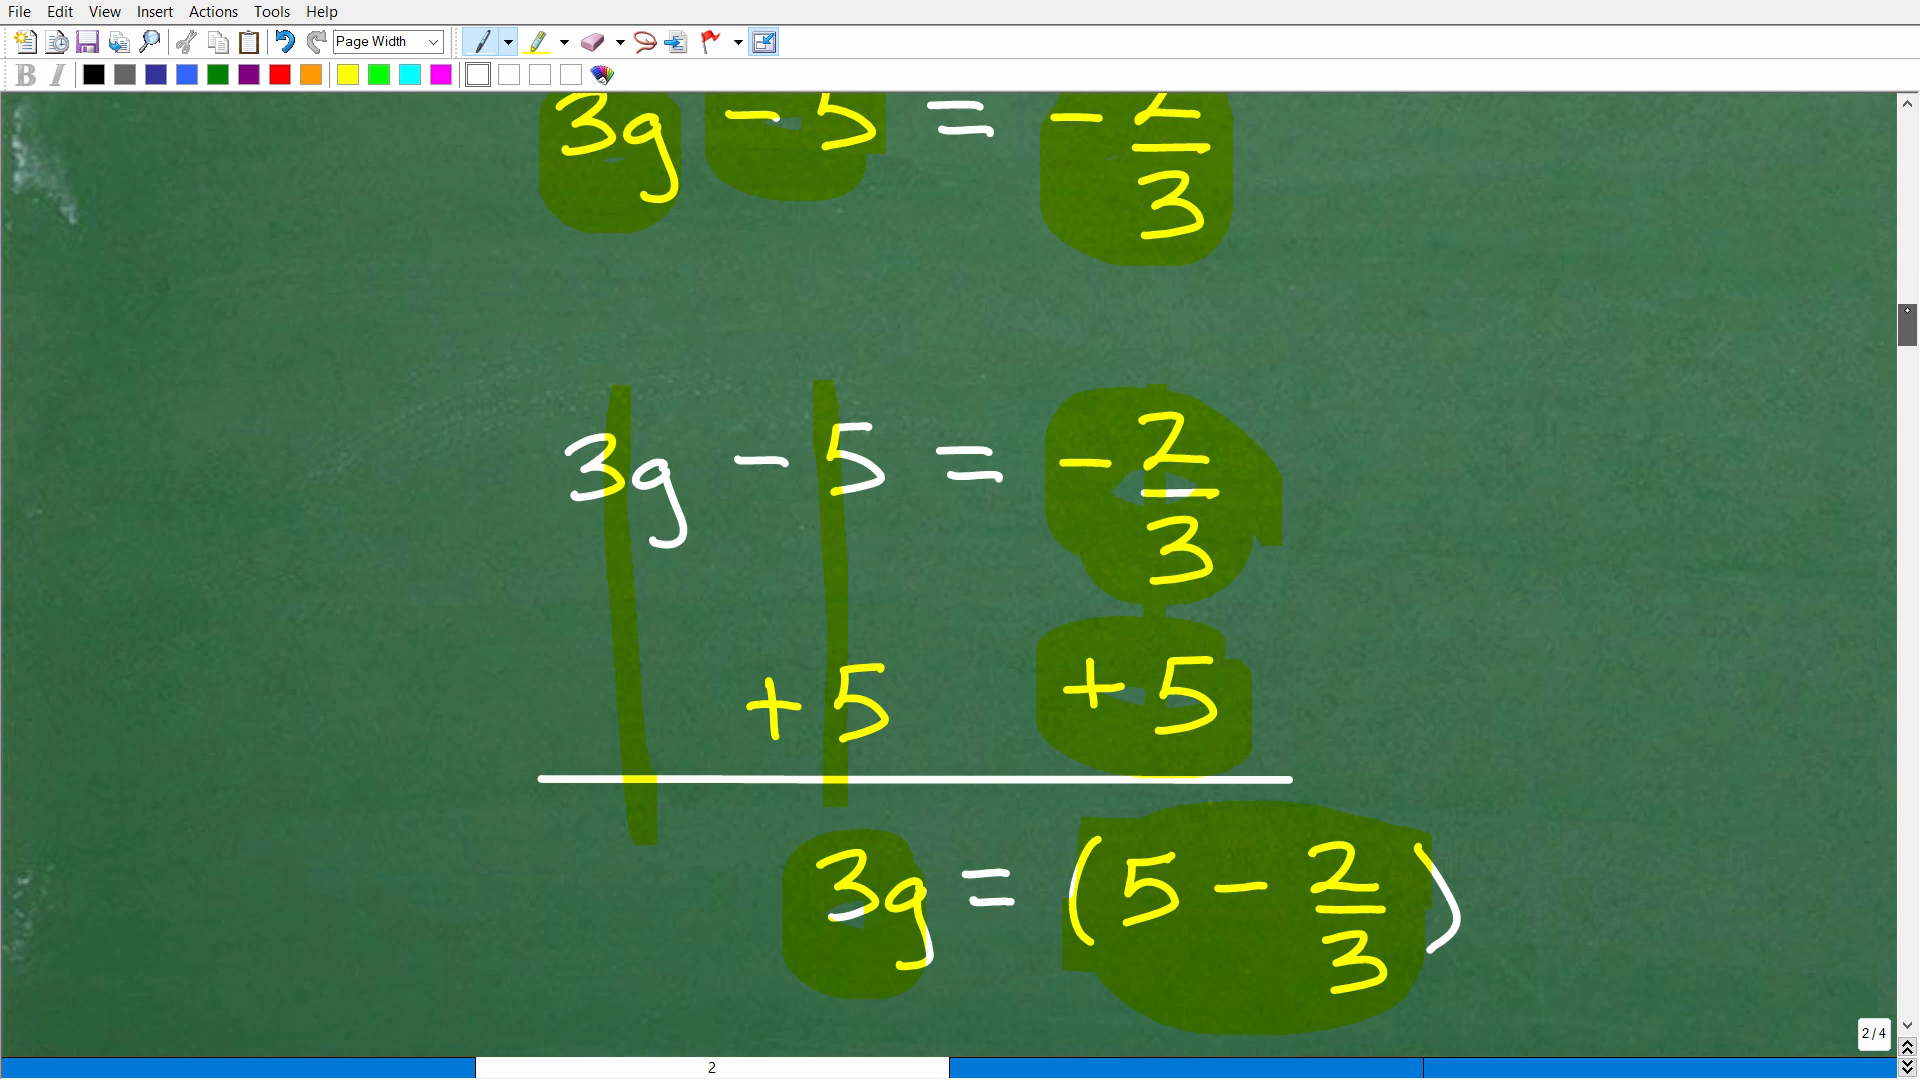 File Edit View Insert Actions Tools Help
Page Width
B I
3g - 5 = - 2/3
3g - 5 = - 2/3
+ 5 + 5
3g = ( 5 - 2/3 )
2 / 4
2